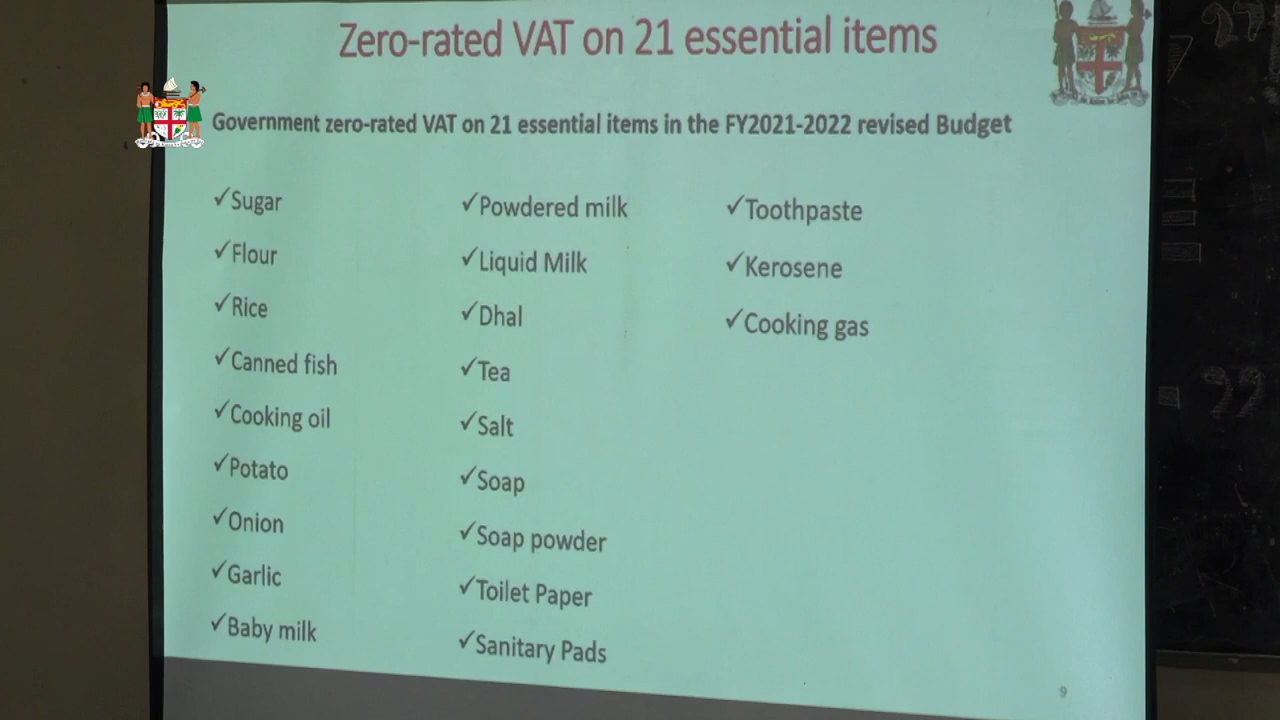 Zero-rated VAT on 21 essential items
Government zero-rated VAT on 21 essential items in the FY2021-2022 revised Budget
✓Sugar
✓Flour
✓Rice
✓Canned fish
✓Cooking oil
✓Potato
✓Onion
✓Garlic
✓Baby milk
✓Powdered milk
✓Liquid Milk
✓Dhal
✓Tea
✓Salt
✓Soap
✓Soap powder
✓Toilet Paper
✓Sanitary Pads
✓Toothpaste
✓Kerosene
✓Cooking gas
9